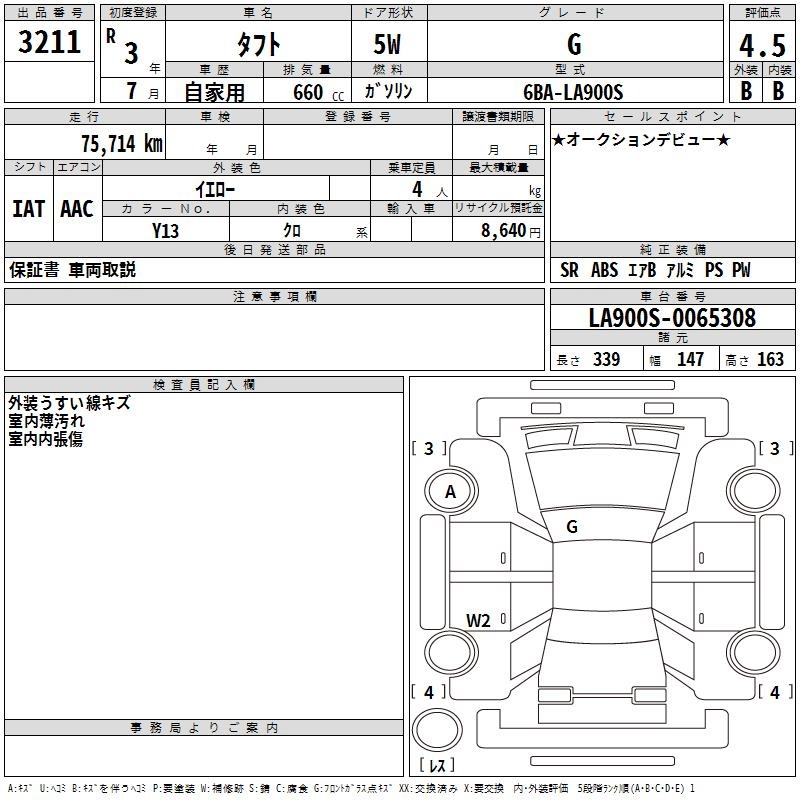 出品番号 初度登録 車名 ドア形状 グレード 評価点
3211 R 3 年 タフト 5W G 4.5
車歴 排気量 燃料 型式 外装 内装
7 月 自家用 660 cc ガソリン 6BA-LA900S B B
走行 車検 登録番号 譲渡書類期限 セールスポイント
75,714 km 年 月 月 日 ★オークションデビュー★
シフト エアコン 外装色 乗車定員 最大積載量
IAT AAC イエロー 4 人 kg
カラーNo. 内装色 輸入車 リサイクル預託金
Y13 クロ 系 8,640 円
後日発送部品 純正装備
保証書 車両取説 SR ABS エアB アルミ PS PW
注意事項欄 車台番号
LA900S-0065308
諸元
長さ 339 幅 147 高さ 163
検査員記入欄
外装うすい線キズ
室内薄汚れ
室内内張傷
[ 3 ] [ 3 ]
A
G
W2
[ 4 ] [ 4 ]
事務局よりご案内
[ レス ]
A:キズ U:ヘコミ B:キズを伴うヘコミ P:要塗装 W:補修跡 S:錆 C:腐食 G:フロントガラス点キズ XX:交換済み X:要交換 内・外装評価 5段階ランク順(A・B・C・D・E) 1